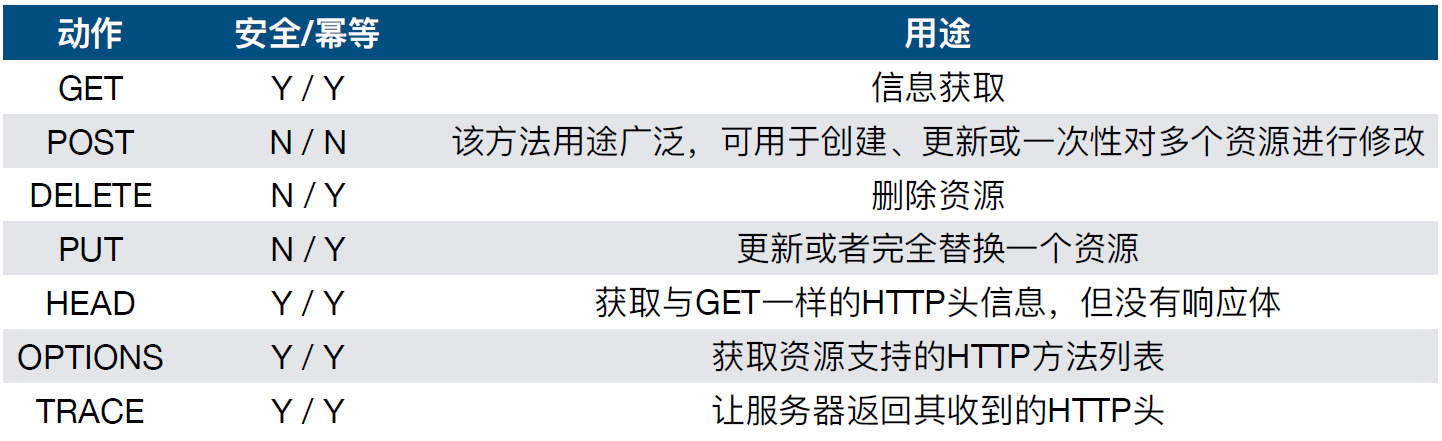 动作 安全/幂等 用途
GET Y / Y 信息获取
POST N / N 该方法用途广泛，可用于创建、更新或一次性对多个资源进行修改
DELETE N / Y 删除资源
PUT N / Y 更新或者完全替换一个资源
HEAD Y / Y 获取与GET一样的HTTP头信息，但没有响应体
OPTIONS Y / Y 获取资源支持的HTTP方法列表
TRACE Y / Y 让服务器返回其收到的HTTP头